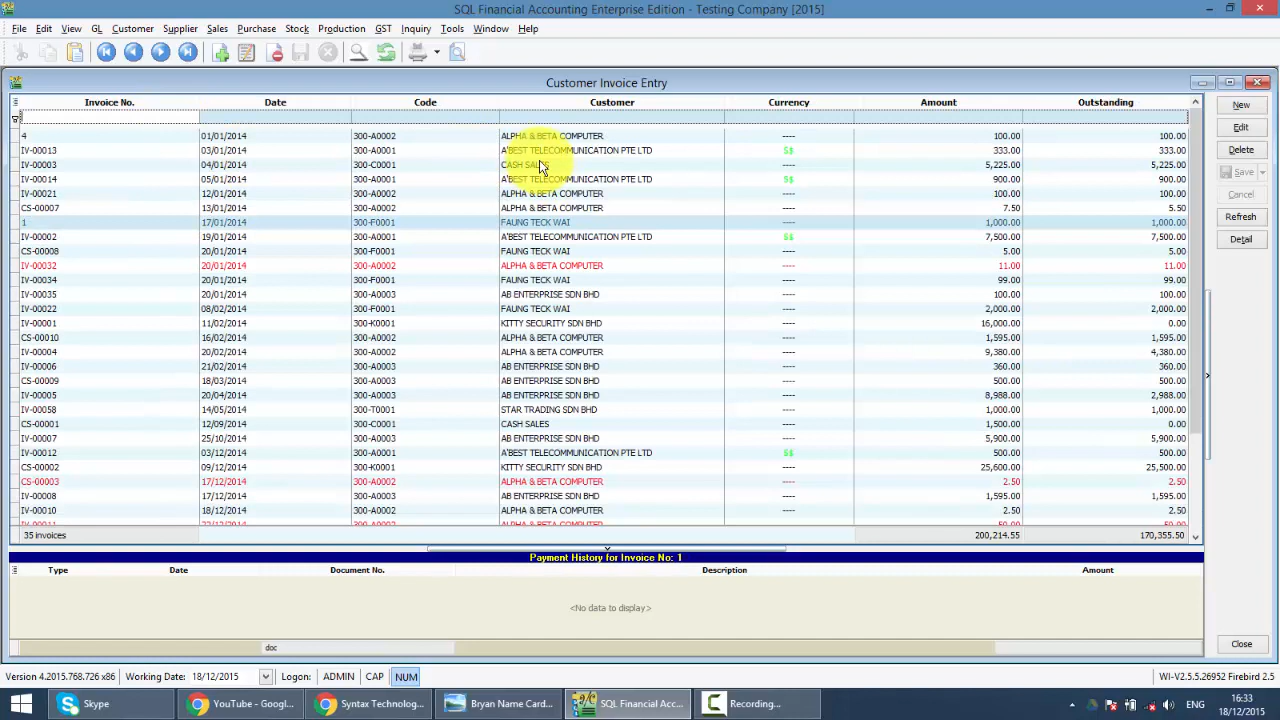 SQL Financial Accounting Enterprise Edition - Testing Company [2015]
File Edit View GL Customer Supplier Sales Purchase Stock Production GST Inquiry Tools Window Help
Customer Invoice Entry
Invoice No. Date Code Customer Currency Amount Outstanding
New
4 01/01/2014 300-A0002 ALPHA & BETA COMPUTER ---- 100.00 100.00
Edit
IV-00013 03/01/2014 300-A0001 A'BEST TELECOMMUNICATION PTE LTD S$ 333.00 333.00
Delete
IV-00003 04/01/2014 300-C0001 CASH SALES ---- 5,225.00 5,225.00
Save
IV-00014 05/01/2014 300-A0001 A'BEST TELECOMMUNICATION PTE LTD S$ 900.00 900.00
IV-00021 12/01/2014 300-A0002 ALPHA & BETA COMPUTER ---- 100.00 100.00
Cancel
CS-00007 13/01/2014 300-A0002 ALPHA & BETA COMPUTER ---- 7.50 5.50
Refresh
1 17/01/2014 300-F0001 FAUNG TECK WAI ---- 1,000.00 1,000.00
IV-00002 19/01/2014 300-A0001 A'BEST TELECOMMUNICATION PTE LTD S$ 7,500.00 7,500.00
Detail
CS-00008 20/01/2014 300-F0001 FAUNG TECK WAI ---- 5.00 5.00
IV-00032 20/01/2014 300-A0002 ALPHA & BETA COMPUTER ---- 11.00 11.00
IV-00034 20/01/2014 300-F0001 FAUNG TECK WAI ---- 99.00 99.00
IV-00035 20/01/2014 300-A0003 AB ENTERPRISE SDN BHD ---- 100.00 100.00
IV-00022 08/02/2014 300-F0001 FAUNG TECK WAI ---- 2,000.00 2,000.00
IV-00001 11/02/2014 300-K0001 KITTY SECURITY SDN BHD ---- 16,000.00 0.00
CS-00010 16/02/2014 300-A0002 ALPHA & BETA COMPUTER ---- 1,595.00 1,595.00
IV-00004 20/02/2014 300-A0002 ALPHA & BETA COMPUTER ---- 9,380.00 4,380.00
IV-00006 21/02/2014 300-A0003 AB ENTERPRISE SDN BHD ---- 360.00 360.00
CS-00009 18/03/2014 300-A0003 AB ENTERPRISE SDN BHD ---- 500.00 500.00
IV-00005 20/04/2014 300-A0003 AB ENTERPRISE SDN BHD ---- 8,988.00 2,988.00
IV-00058 14/05/2014 300-T0001 STAR TRADING SDN BHD ---- 1,000.00 1,000.00
CS-00001 12/09/2014 300-C0001 CASH SALES ---- 1,500.00 0.00
IV-00007 25/10/2014 300-A0003 AB ENTERPRISE SDN BHD ---- 5,900.00 5,900.00
IV-00012 03/12/2014 300-A0001 A'BEST TELECOMMUNICATION PTE LTD S$ 500.00 500.00
CS-00002 09/12/2014 300-K0001 KITTY SECURITY SDN BHD ---- 25,600.00 25,500.00
CS-00003 17/12/2014 300-A0002 ALPHA & BETA COMPUTER ---- 2.50 2.50
IV-00008 17/12/2014 300-A0003 AB ENTERPRISE SDN BHD ---- 1,595.00 1,595.00
IV-00010 18/12/2014 300-A0002 ALPHA & BETA COMPUTER ---- 2.50 2.50
35 invoices 200,214.55 170,355.50
Payment History for Invoice No: 1
Type Date Document No. Description Amount
<No data to display>
doc
Close
Version 4.2015.768.726 x86 Working Date: 18/12/2015 Logon: ADMIN CAP NUM WI-V2.5.5.26952 Firebird 2.5
Skype YouTube - Googl... Syntax Technolog... Bryan Name Card... SQL Financial Acco... Recording... ENG 16:33
18/12/2015